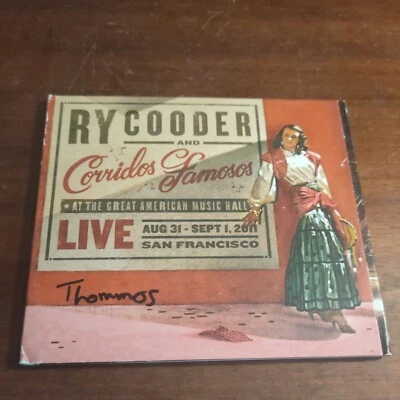 RY COODER
AND
Corridos Famosos
★ AT THE GREAT AMERICAN MUSIC HALL
LIVE AUG 31 - SEPT 1, 2011
SAN FRANCISCO
Thommos